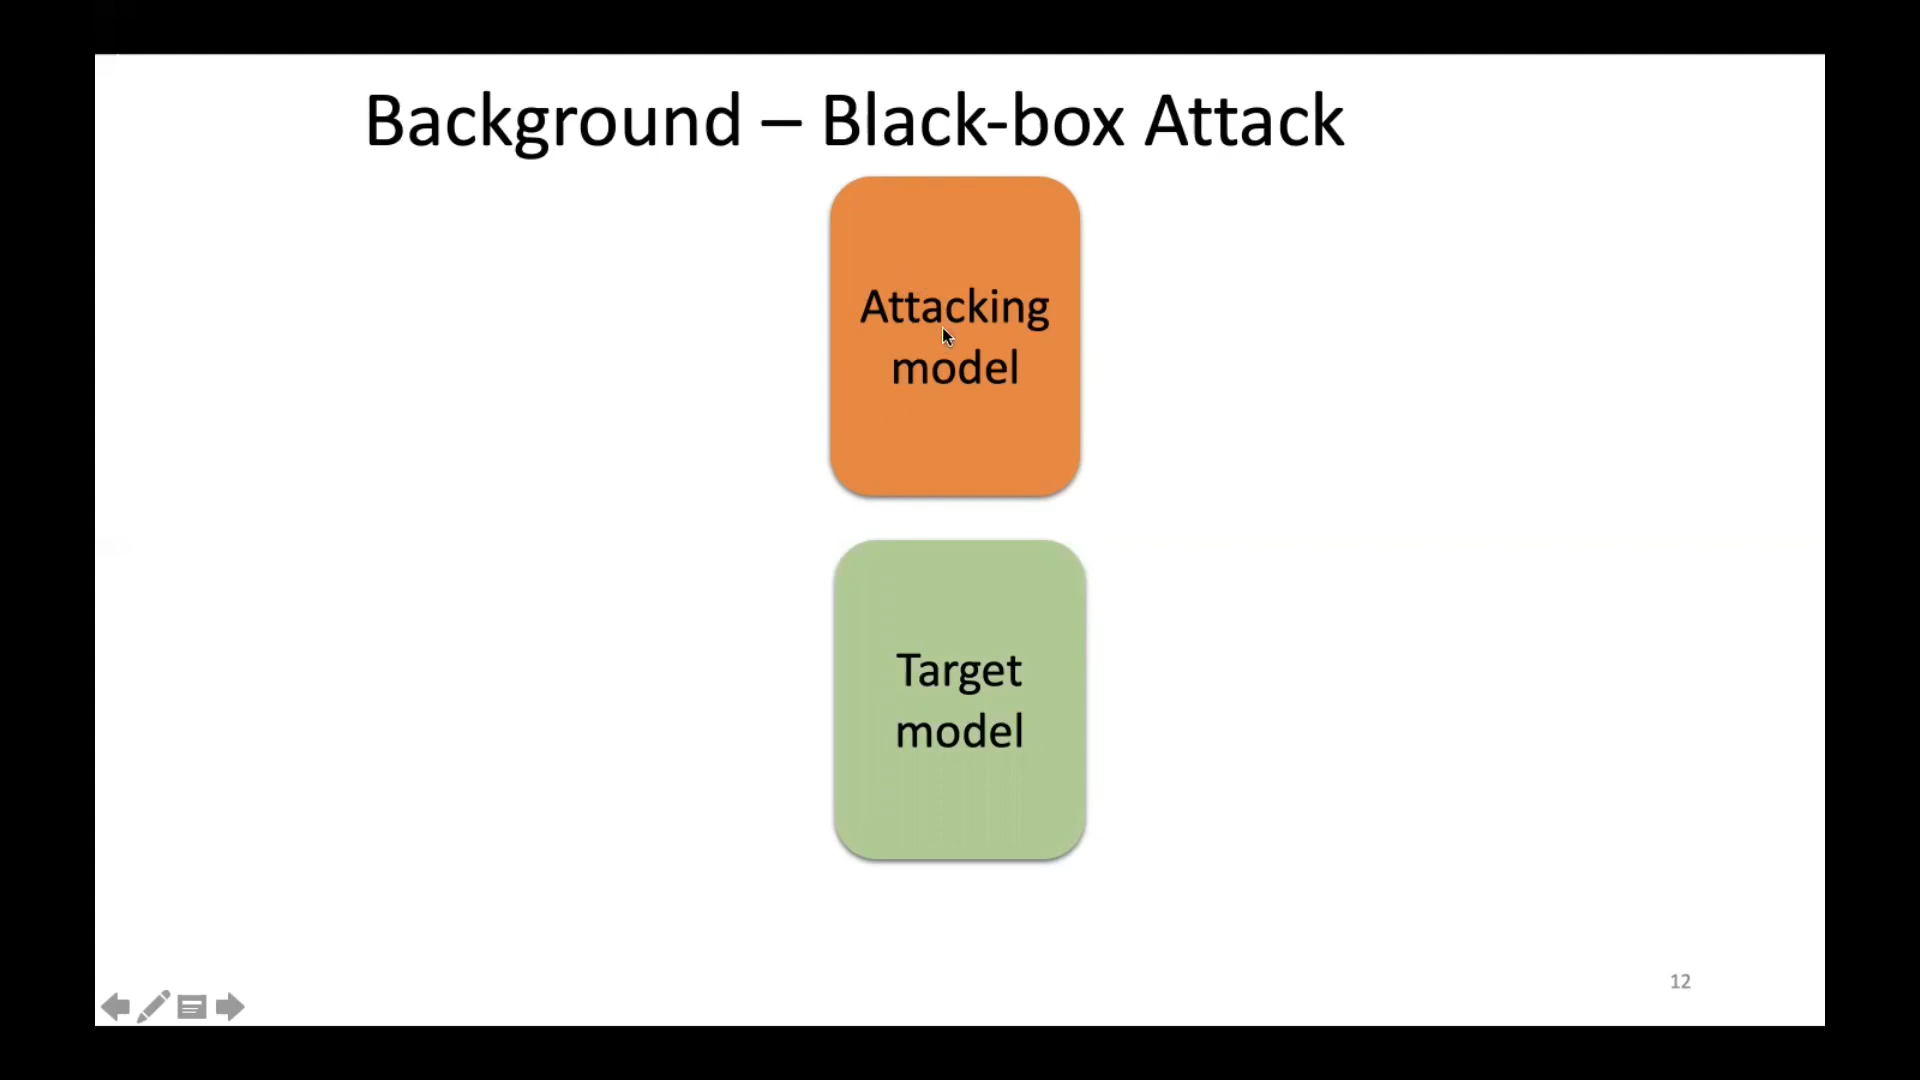 Background – Black-box Attack
Attacking
model
Target
model
12